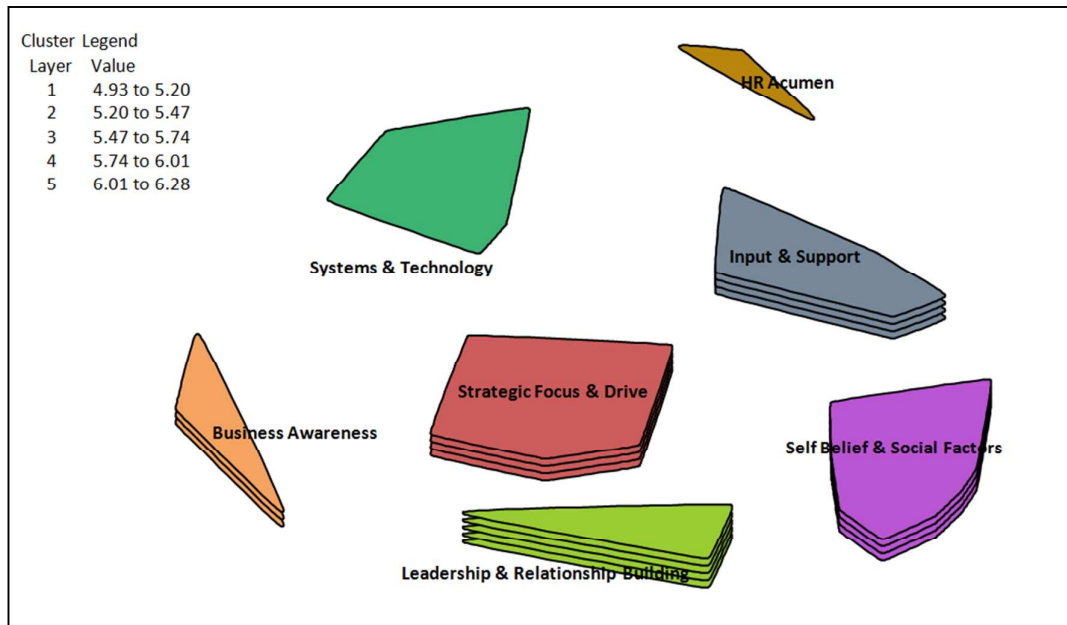 Cluster Legend
Layer Value
1 4.93 to 5.20
2 5.20 to 5.47
3 5.47 to 5.74
4 5.74 to 6.01
5 6.01 to 6.28
HR Acumen
Systems & Technology
Input & Support
Strategic Focus & Drive
Business Awareness
Self Belief & Social Factors
Leadership & Relationship Building